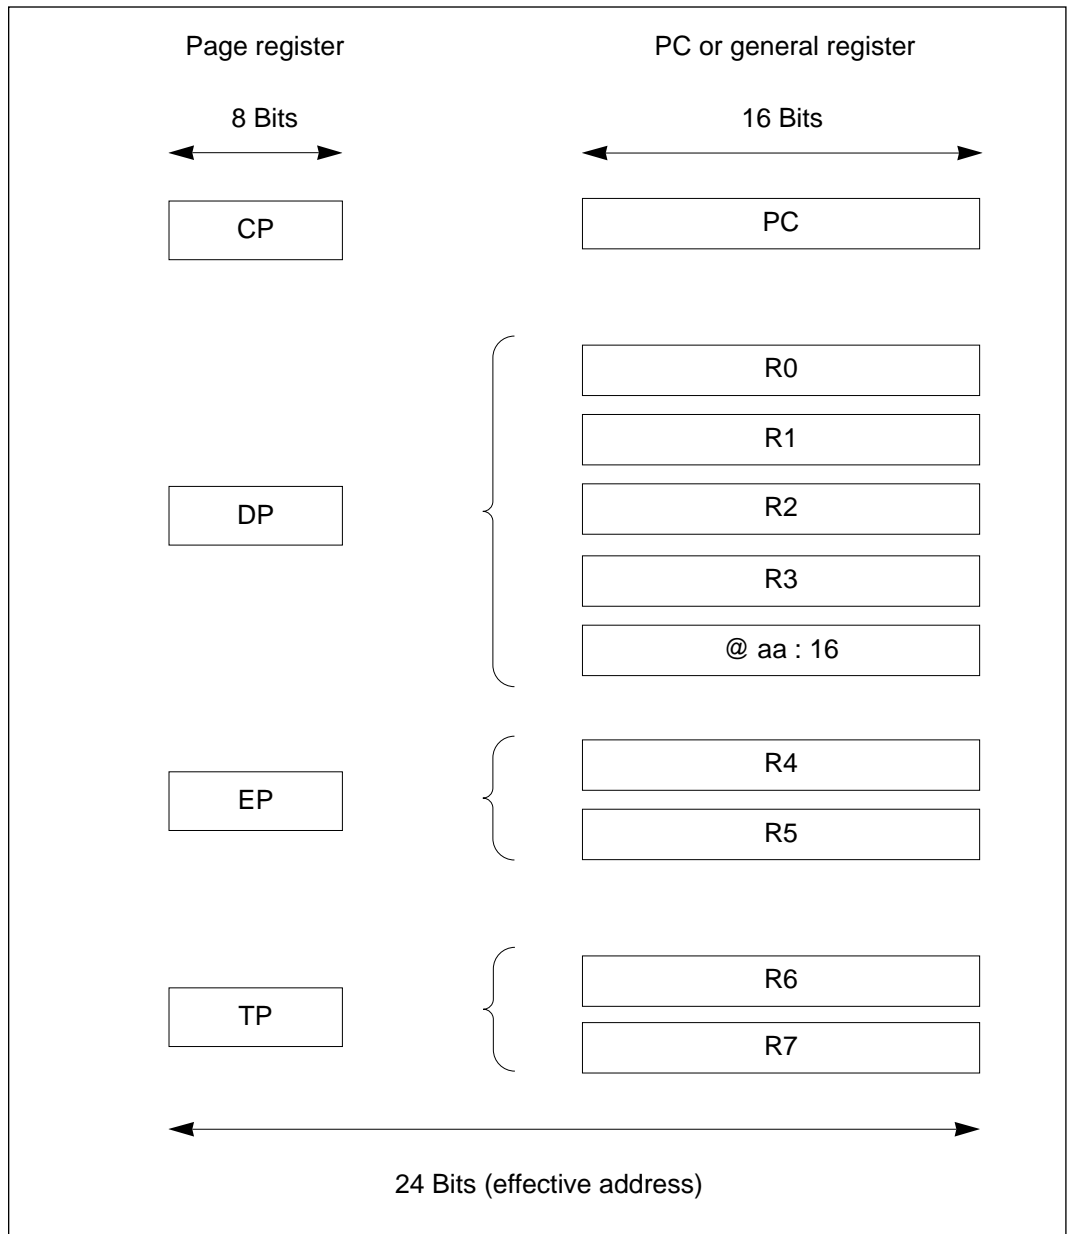 Page register PC or general register
8 Bits 16 Bits
CP PC
R0
R1
DP R2
R3
@ aa : 16
R4
EP
R5
R6
TP
R7
24 Bits (effective address)